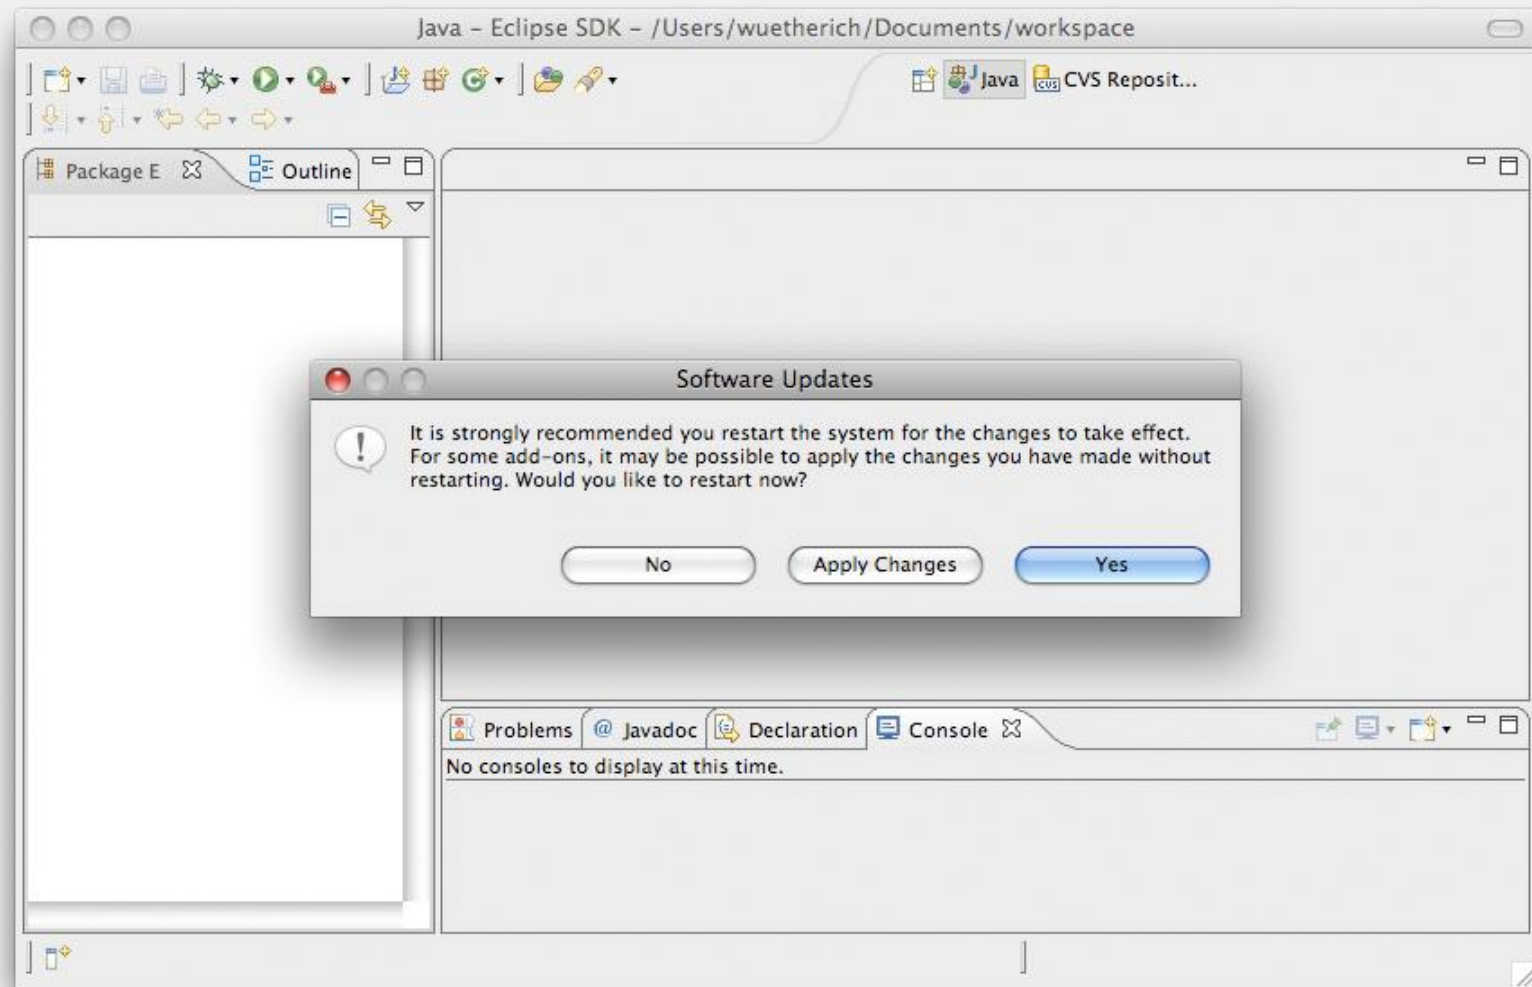 Java – Eclipse SDK – /Users/wuetherich/Documents/workspace
Java
CVS Reposit...
Package E
Outline
Software Updates
It is strongly recommended you restart the system for the changes to take effect.
For some add-ons, it may be possible to apply the changes you have made without
restarting. Would you like to restart now?
No
Apply Changes
Yes
Problems
@ Javadoc
Declaration
Console
No consoles to display at this time.